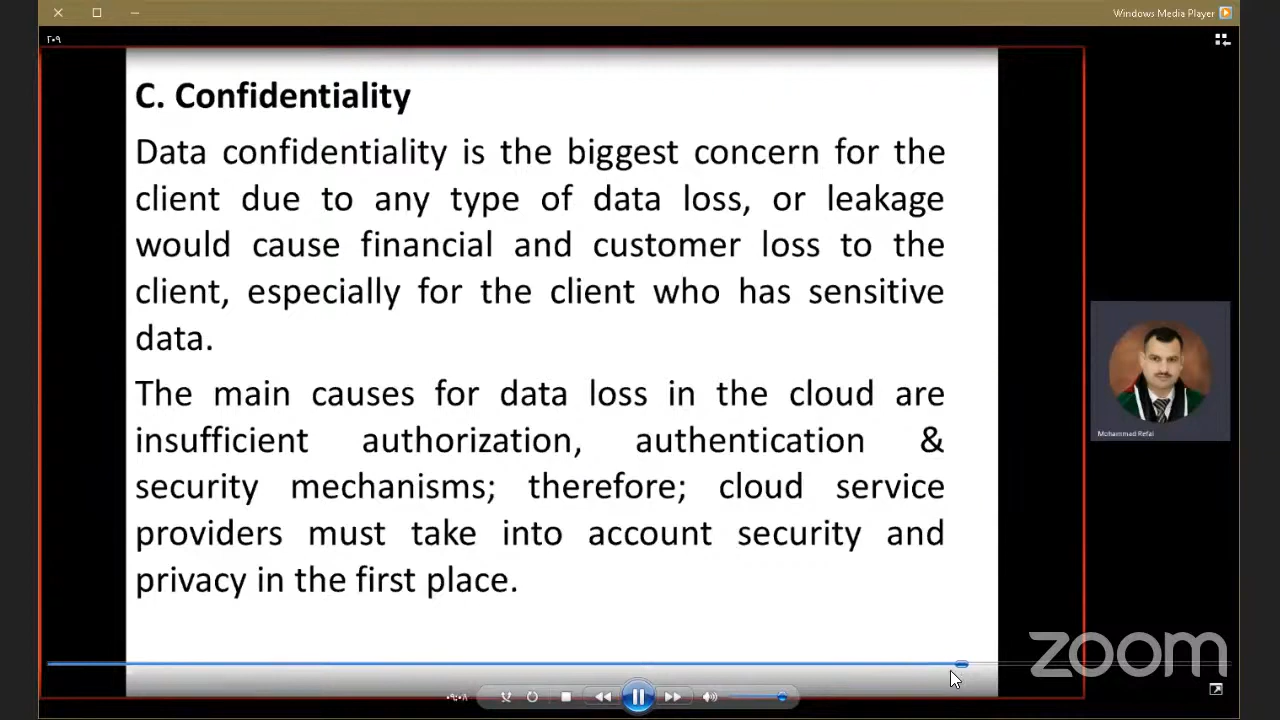 Windows Media Player
٢٠٩
C. Confidentiality
Data confidentiality is the biggest concern for the
client due to any type of data loss, or leakage
would cause financial and customer loss to the
client, especially for the client who has sensitive
data.
The main causes for data loss in the cloud are
insufficient authorization, authentication &
security mechanisms; therefore; cloud service
providers must take into account security and
privacy in the first place.
Mohammad Refai
zoom
٠٩:٠٨